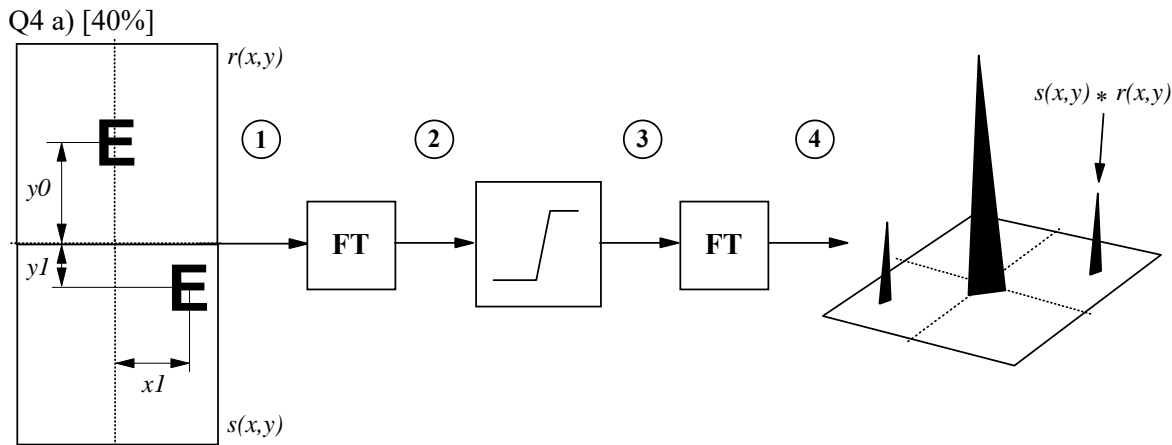 Q4 a) [40%]
r(x,y)
E
y0
1
2
3
4
s(x,y) * r(x,y)
FT
FT
y1
E
x1
s(x,y)